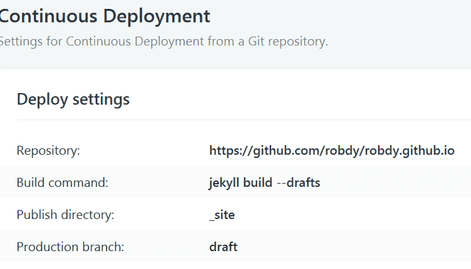 Continuous Deployment
Settings for Continuous Deployment from a Git repository.
Deploy settings
Repository: https://github.com/robdy/robdy.github.io
Build command: jekyll build --drafts
Publish directory: _site
Production branch: draft